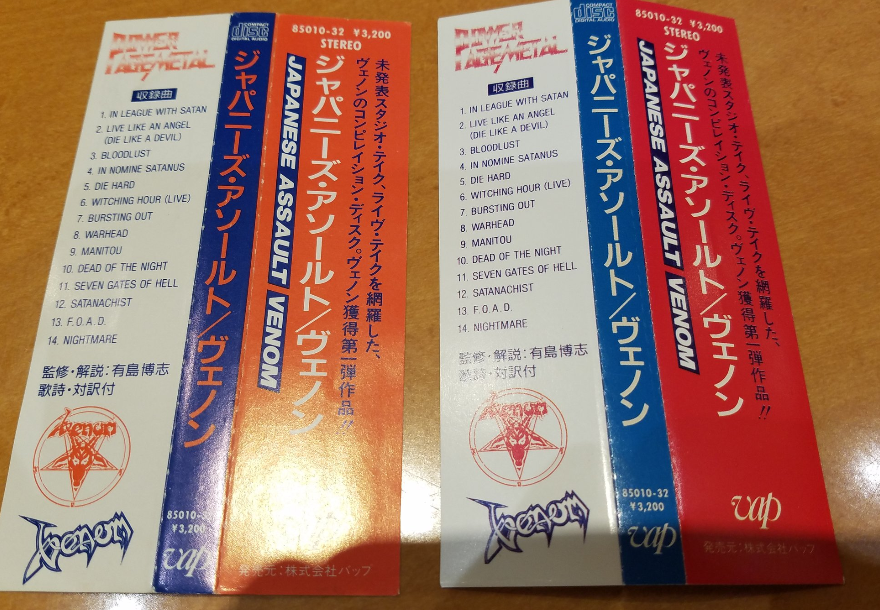 POWER
RAGE METAL
収録曲
1. IN LEAGUE WITH SATAN
2. LIVE LIKE AN ANGEL
(DIE LIKE A DEVIL)
3. BLOODLUST
4. IN NOMINE SATANUS
5. DIE HARD
6. WITCHING HOUR (LIVE)
7. BURSTING OUT
8. WARHEAD
9. MANITOU
10. DEAD OF THE NIGHT
11. SEVEN GATES OF HELL
12. SATANACHIST
13. F.O.A.D.
14. NIGHTMARE
監修・解説：有島博志
歌詩・対訳付
VENOM
VENOM
COMPACT
disc
DIGITAL AUDIO
ジャパニーズ・アソールト／ヴェノン
85010-32
¥3,200
vap
85010-32 ¥3,200
STEREO
未発表スタジオ・テイク、ライヴ・テイクを網羅した、
ヴェノンのコンピレイション・ディスク。ヴェノン獲得第一弾作品!!
ジャパニーズ・アソールト／ヴェノン
JAPANESE ASSAULT / VENOM
発売元：株式会社バップ
POWER
RAGE METAL
収録曲
1. IN LEAGUE WITH SATAN
2. LIVE LIKE AN ANGEL
(DIE LIKE A DEVIL)
3. BLOODLUST
4. IN NOMINE SATANUS
5. DIE HARD
6. WITCHING HOUR (LIVE)
7. BURSTING OUT
8. WARHEAD
9. MANITOU
10. DEAD OF THE NIGHT
11. SEVEN GATES OF HELL
12. SATANACHIST
13. F.O.A.D.
14. NIGHTMARE
監修・解説：有島博志
歌詩・対訳付
VENOM
VENOM
COMPACT
disc
DIGITAL AUDIO
ジャパニーズ・アソールト／ヴェノン
85010-32
¥3,200
vap
85010-32 ¥3,200
STEREO
未発表スタジオ・テイク、ライヴ・テイクを網羅した、
ヴェノンのコンピレイション・ディスク。ヴェノン獲得第一弾作品!!
ジャパニーズ・アソールト／ヴェノン
JAPANESE ASSAULT / VENOM
vap
発売元：株式会社バップ